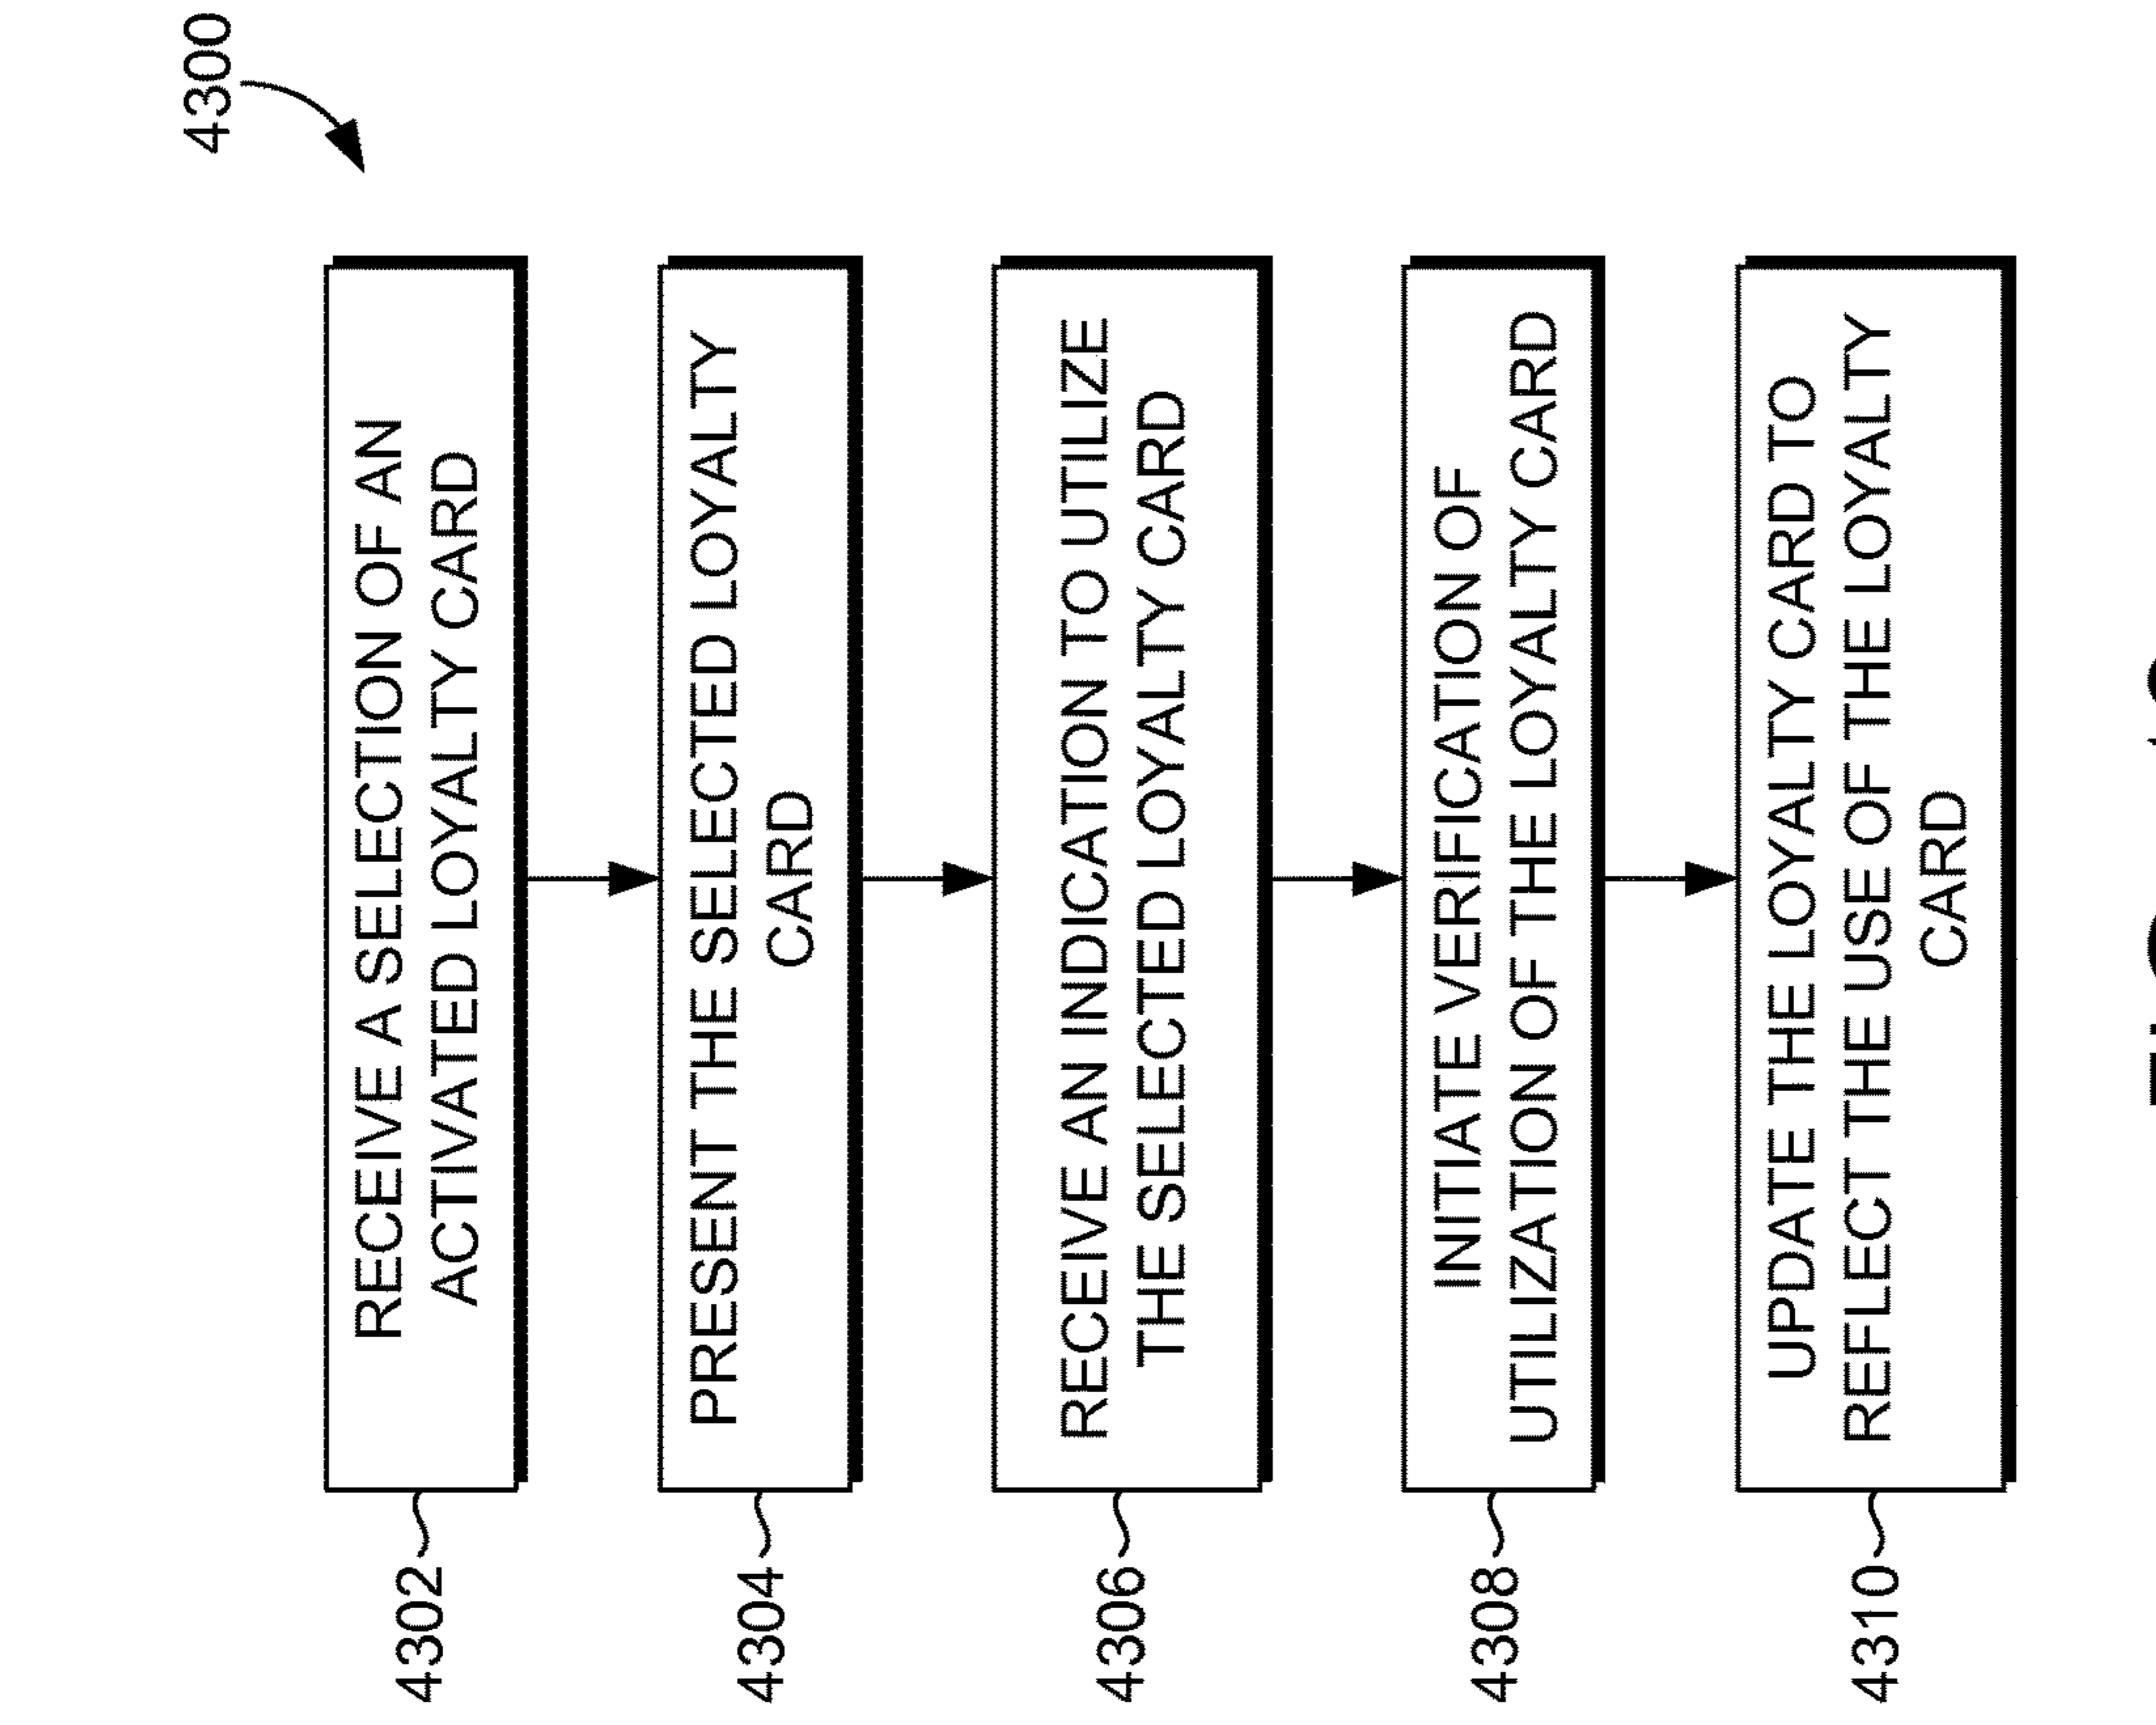 4300
4302
RECEIVE A SELECTION OF AN
ACTIVATED LOYALTY CARD
4304
PRESENT THE SELECTED LOYALTY
CARD
4306
RECEIVE AN INDICATION TO UTILIZE
THE SELECTED LOYALTY CARD
4308
INITIATE VERIFICATION OF
UTILIZATION OF THE LOYALTY CARD
4310
UPDATE THE LOYALTY CARD TO
REFLECT THE USE OF THE LOYALTY
CARD